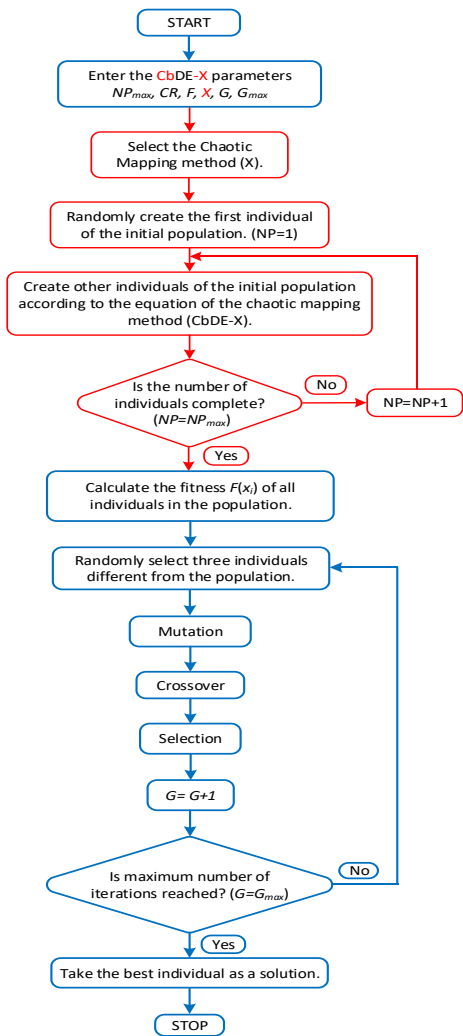 START
Enter the CbDE-X parameters
NPmax, CR, F, X, G, Gmax
Select the Chaotic
Mapping method (X).
Randomly create the first individual
of the initial population. (NP=1)
Create other individuals of the initial population
according to the equation of the chaotic mapping
method (CbDE-X).
Is the number of
individuals complete?
(NP=NPmax)
No
NP=NP+1
Yes
Calculate the fitness F(xi) of all
individuals in the population.
Randomly select three individuals
different from the population.
Mutation
Crossover
Selection
G= G+1
Is maximum number of
iterations reached? (G=Gmax)
No
Yes
Take the best individual as a solution.
STOP